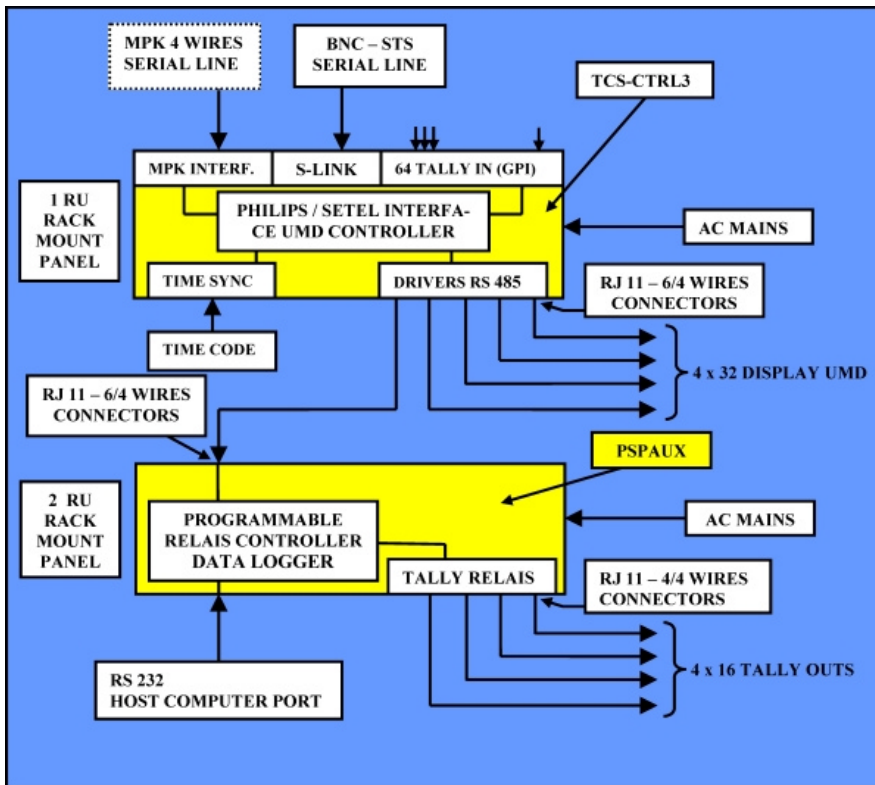 MPK 4 WIRES
SERIAL LINE
BNC – STS
SERIAL LINE
TCS-CTRL3
MPK INTERF.
S-LINK
64 TALLY IN (GPI)
1 RU
RACK
MOUNT
PANEL
PHILIPS / SETEL INTERFA-
CE UMD CONTROLLER
AC MAINS
TIME SYNC
DRIVERS RS 485
RJ 11 – 6/4 WIRES
CONNECTORS
TIME CODE
4 x 32 DISPLAY UMD
RJ 11 – 6/4 WIRES
CONNECTORS
PSPAUX
2 RU
RACK
MOUNT
PANEL
PROGRAMMABLE
RELAIS CONTROLLER
DATA LOGGER
AC MAINS
TALLY RELAIS
RJ 11 – 4/4 WIRES
CONNECTORS
4 x 16 TALLY OUTS
RS 232
HOST COMPUTER PORT